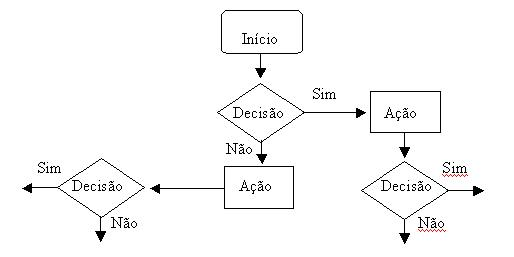 Início
Sim
Decisão
Ação
Não
Sim
Sim
Decisão
Ação
Decisão
Não
Não